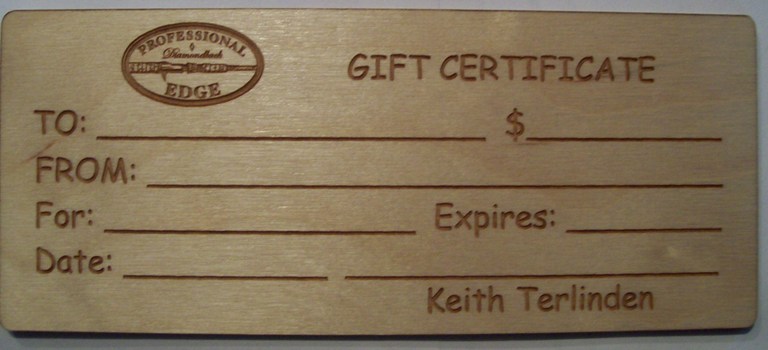 PROFESSIONAL
EDGE
GIFT CERTIFICATE
TO: $
FROM:
For: Expires:
Date:
Keith Terlinden